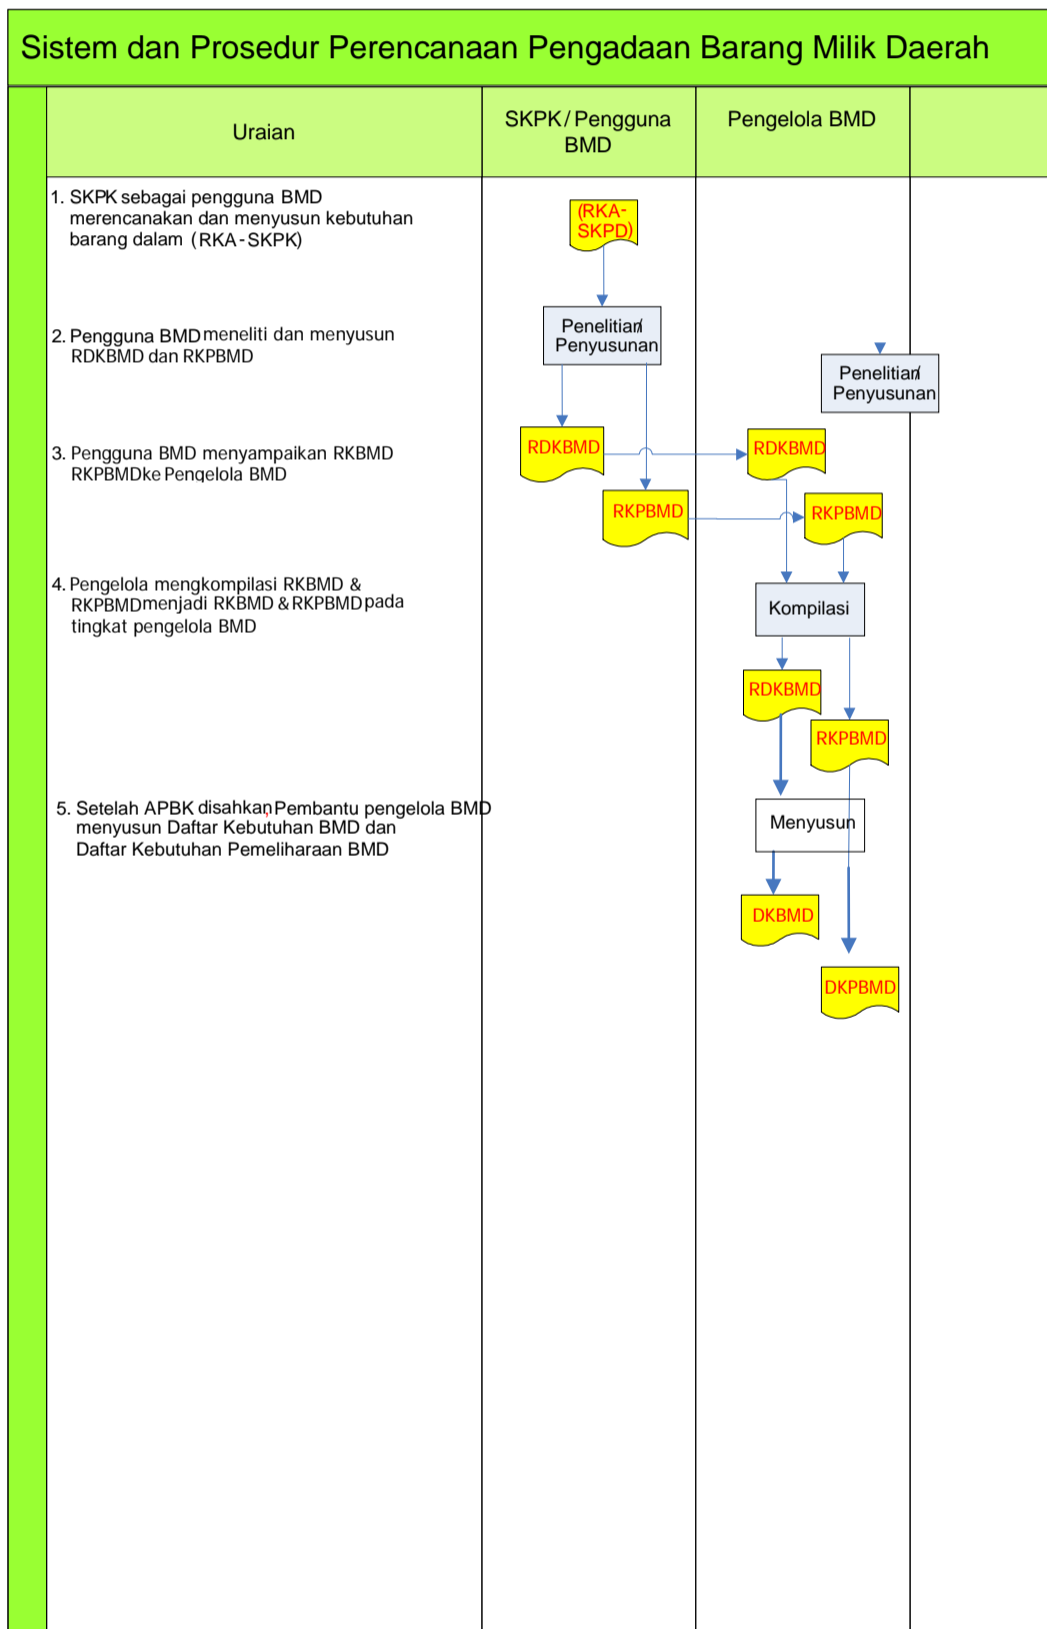 Sistem dan Prosedur Perencanaan Pengadaan Barang Milik Daerah
Uraian
SKPK/Pengguna
BMD
Pengelola BMD
1. SKPK sebagai pengguna BMD
merencanakan dan menyusun kebutuhan
barang dalam (RKA-SKPK)
(RKA-
SKPD)
2. Pengguna BMD meneliti dan menyusun
RDKBMD dan RKPBMD
Penelitian/
Penyusunan
Penelitian/
Penyusunan
3. Pengguna BMD menyampaikan RKBMD
RKPBMDke Pengelola BMD
RDKBMD
RDKBMD
RKPBMD
RKPBMD
4. Pengelola mengkompilasi RKBMD &
RKPBMDmenjadi RKBMD & RKPBMD pada
tingkat pengelola BMD
Kompilasi
RDKBMD
RKPBMD
5. Setelah APBK disahkan, Pembantu pengelola BMD
menyusun Daftar Kebutuhan BMD dan
Daftar Kebutuhan Pemeliharaan BMD
Menyusun
DKBMD
DKPBMD